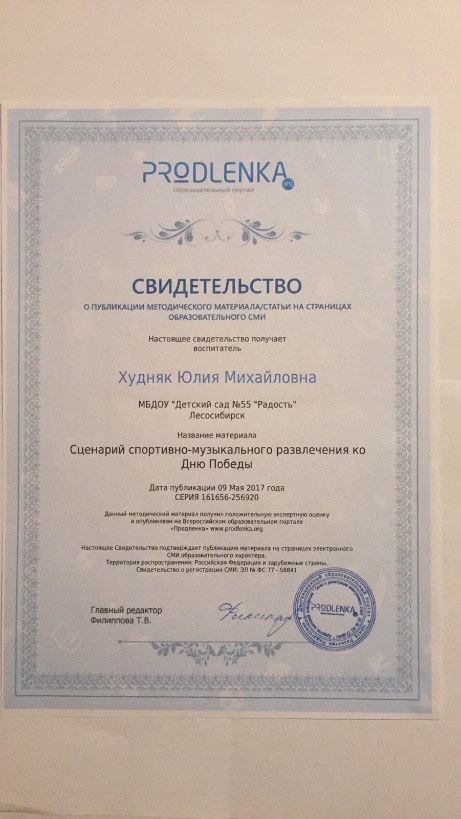 PRODLENKA
.org
Образовательный портал
СВИДЕТЕЛЬСТВО
О ПУБЛИКАЦИИ МЕТОДИЧЕСКОГО МАТЕРИАЛА/СТАТЬИ НА СТРАНИЦАХ
ОБРАЗОВАТЕЛЬНОГО СМИ
Настоящее свидетельство получает
воспитатель
Худняк Юлия Михайловна
МБДОУ "Детский сад №55 "Радость"
Лесосибирск
Название материала
Сценарий спортивно-музыкального развлечения ко
Дню Победы
Дата публикации 09 Мая 2017 года
СЕРИЯ 161656-256920
Данный методический материал получил положительную экспертную оценку
и опубликован на Всероссийском образовательном портале
«Продленка» www.prodlenka.org
Настоящее Свидетельство подтверждает публикацию материала на страницах электронного
СМИ образовательного характера.
Территория распространения: Российская Федерация и зарубежные страны.
Свидетельство о регистрации СМИ: ЭЛ № ФС 77 - 58841
Главный редактор
Филиппова Т.В.
PRODLENKA